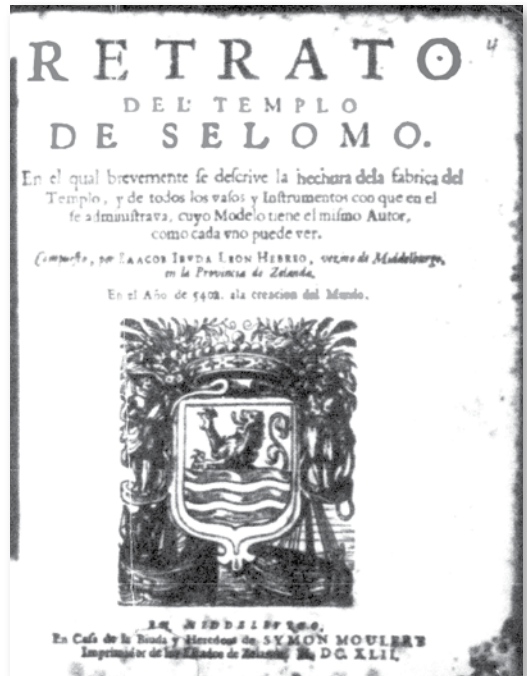 4
RETRATO
DEL TEMPLO
DE SELOMO.
En el qual brevemente se descrive la hechura dela fabrica del
Templo, y de todos los vasos y Instrumentos con que en el
se administrava, cuyo Modelo tiene el mismo Autor,
como cada vno puede ver.
Compuesto, por IAACOB IEVDA LEON HEBREO, vezino de Middelburgo,
en la Provincia de Zelanda,
En el Año de 5402. ala creacion del Mundo.
EN MIDDELBURGO,
En Casa de la Biuda y Heredeos de SYMON MOULERT
Imprimidor de los Estados de Zelanda, M. DC. XLII.